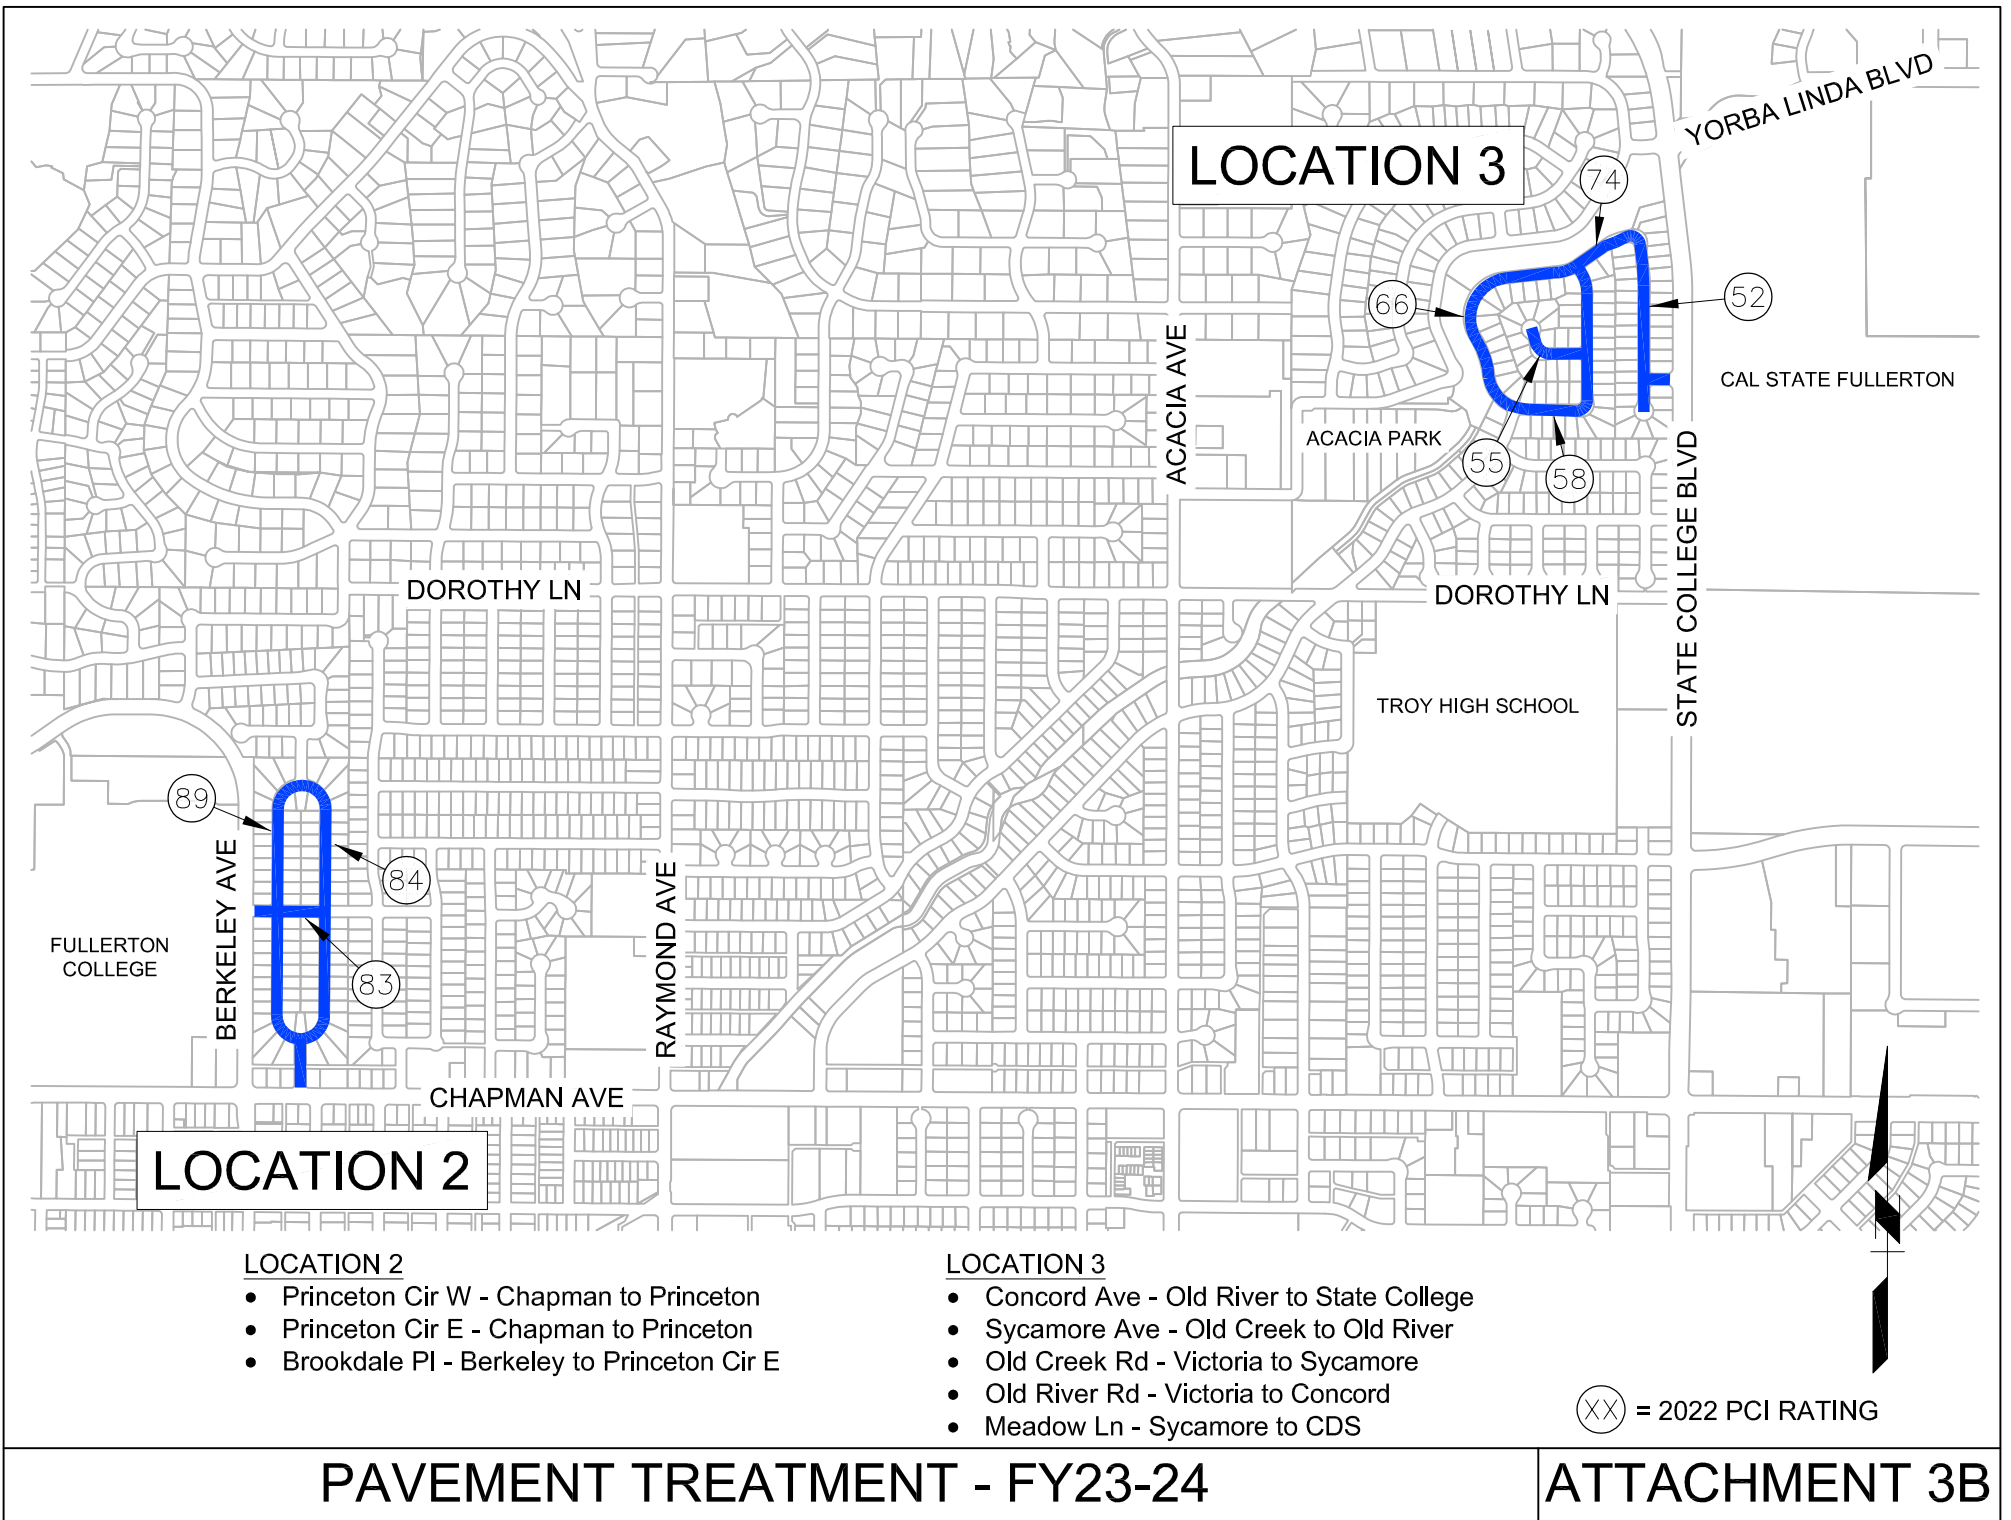 YORBA LINDA BLVD
LOCATION 3
74
66
52
ACACIA AVE
CAL STATE FULLERTON
ACACIA PARK
55
58
STATE COLLEGE BLVD
DOROTHY LN
DOROTHY LN
TROY HIGH SCHOOL
89
84
BERKELEY AVE
RAYMOND AVE
FULLERTON
COLLEGE
83
CHAPMAN AVE
LOCATION 2
N
LOCATION 2
• Princeton Cir W - Chapman to Princeton
• Princeton Cir E - Chapman to Princeton
• Brookdale Pl - Berkeley to Princeton Cir E
LOCATION 3
• Concord Ave - Old River to State College
• Sycamore Ave - Old Creek to Old River
• Old Creek Rd - Victoria to Sycamore
• Old River Rd - Victoria to Concord
• Meadow Ln - Sycamore to CDS
XX = 2022 PCI RATING
PAVEMENT TREATMENT - FY23-24
ATTACHMENT 3B